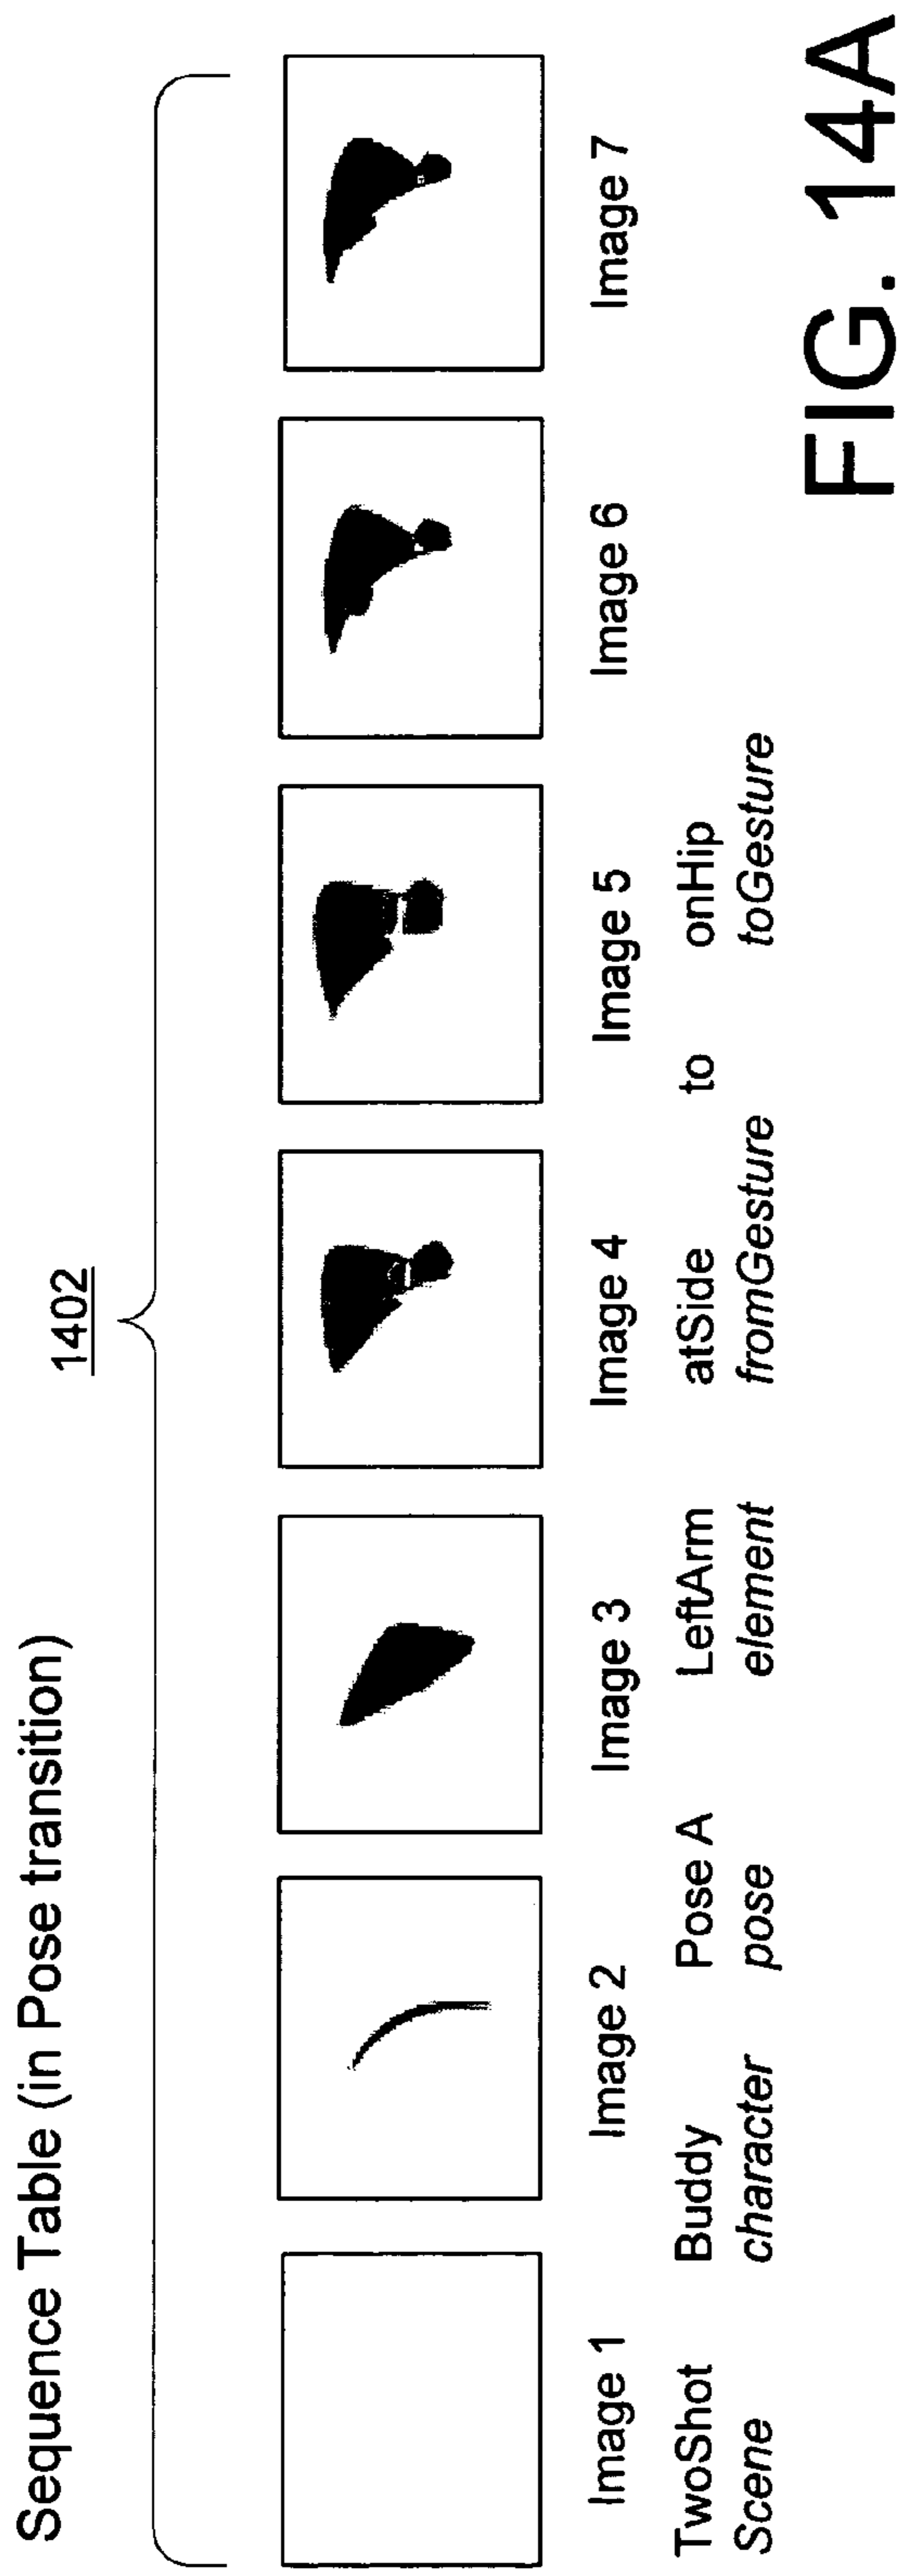 Sequence Table (in Pose transition)
1402
Image 1 Image 2 Image 3 Image 4 Image 5 Image 6 Image 7
TwoShot Buddy Pose A LeftArm atSide to onHip
Scene character pose element fromGesture toGesture
FIG. 14A